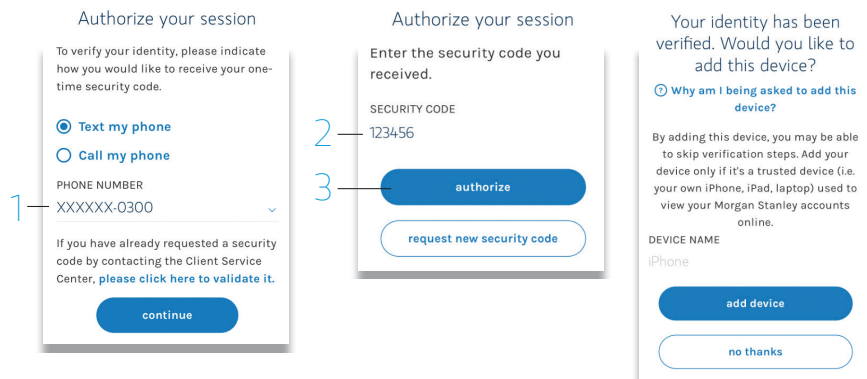 Authorize your session
To verify your identity, please indicate
how you would like to receive your one-
time security code.
Text my phone
Call my phone
PHONE NUMBER
1
XXXXXX-0300
If you have already requested a security
code by contacting the Client Service
Center, please click here to validate it.
continue
Authorize your session
Enter the security code you
received.
SECURITY CODE
2
123456
3
authorize
request new security code
Your identity has been
verified. Would you like to
add this device?
? Why am I being asked to add this
device?
By adding this device, you may be able
to skip verification steps. Add your
device only if it's a trusted device (i.e.
your own iPhone, iPad, laptop) used to
view your Morgan Stanley accounts
online.
DEVICE NAME
iPhone
add device
no thanks